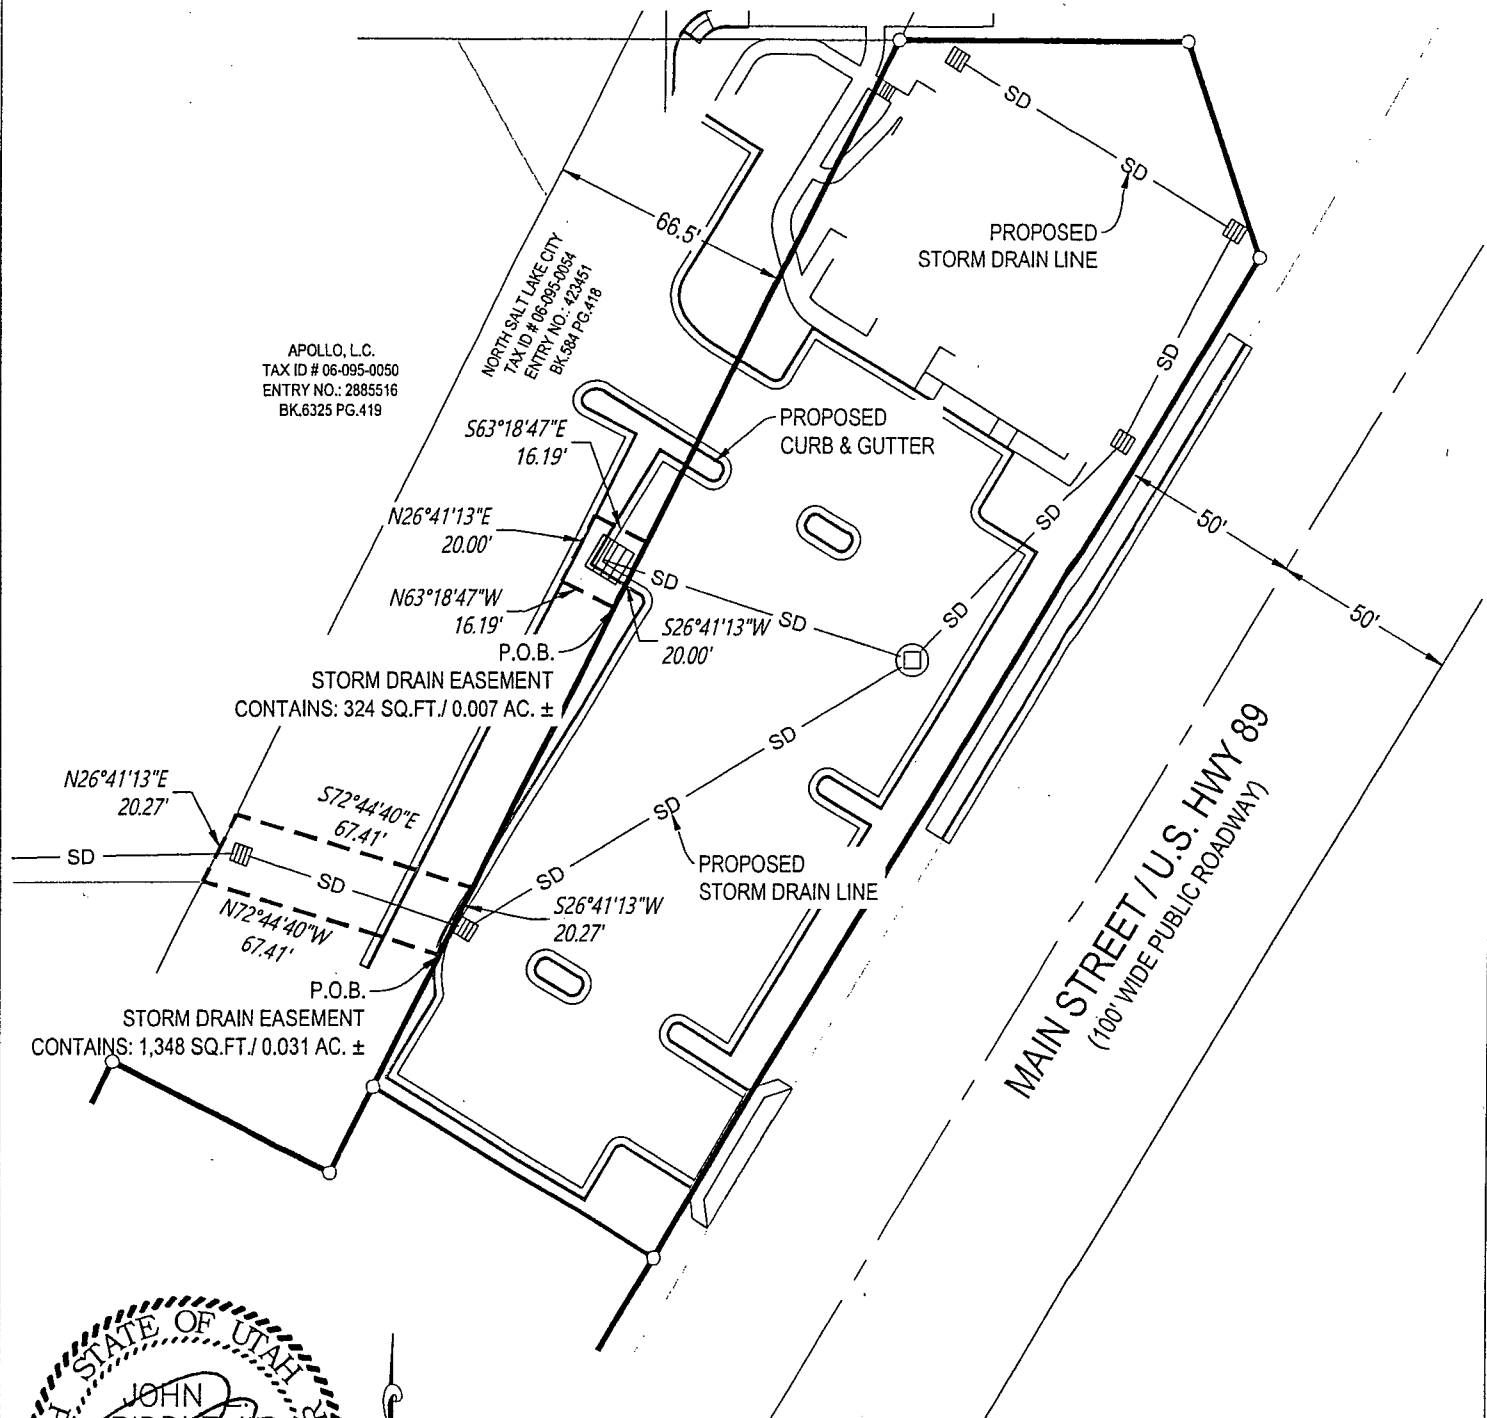 SD
SD
PROPOSED
STORM DRAIN LINE
66.5'
NORTH SALT LAKE CITY
TAX ID # 06-095-0054
ENTRY NO.: 423451
BK.584 PG.418
APOLLO, L.C.
TAX ID # 06-095-0050
ENTRY NO.: 2885516
BK.6325 PG.419
SD
PROPOSED
CURB & GUTTER
S63°18'47"E
16.19'
N26°41'13"E
20.00'
SD
50'
50'
N63°18'47"W
16.19'
SD
SD
SD
S26°41'13"W
20.00'
P.O.B.
STORM DRAIN EASEMENT
CONTAINS: 324 SQ.FT./ 0.007 AC. ±
SD
N26°41'13"E
20.27'
S72°44'40"E
67.41'
SD
PROPOSED
STORM DRAIN LINE
SD
SD
SD
S26°41'13"W
20.27'
N72°44'40"W
67.41'
P.O.B.
STORM DRAIN EASEMENT
CONTAINS: 1,348 SQ.FT./ 0.031 AC. ±
MAIN STREET / U.S. HWY 89
(100' WIDE PUBLIC ROADWAY)
STATE OF UTAH
JOHN